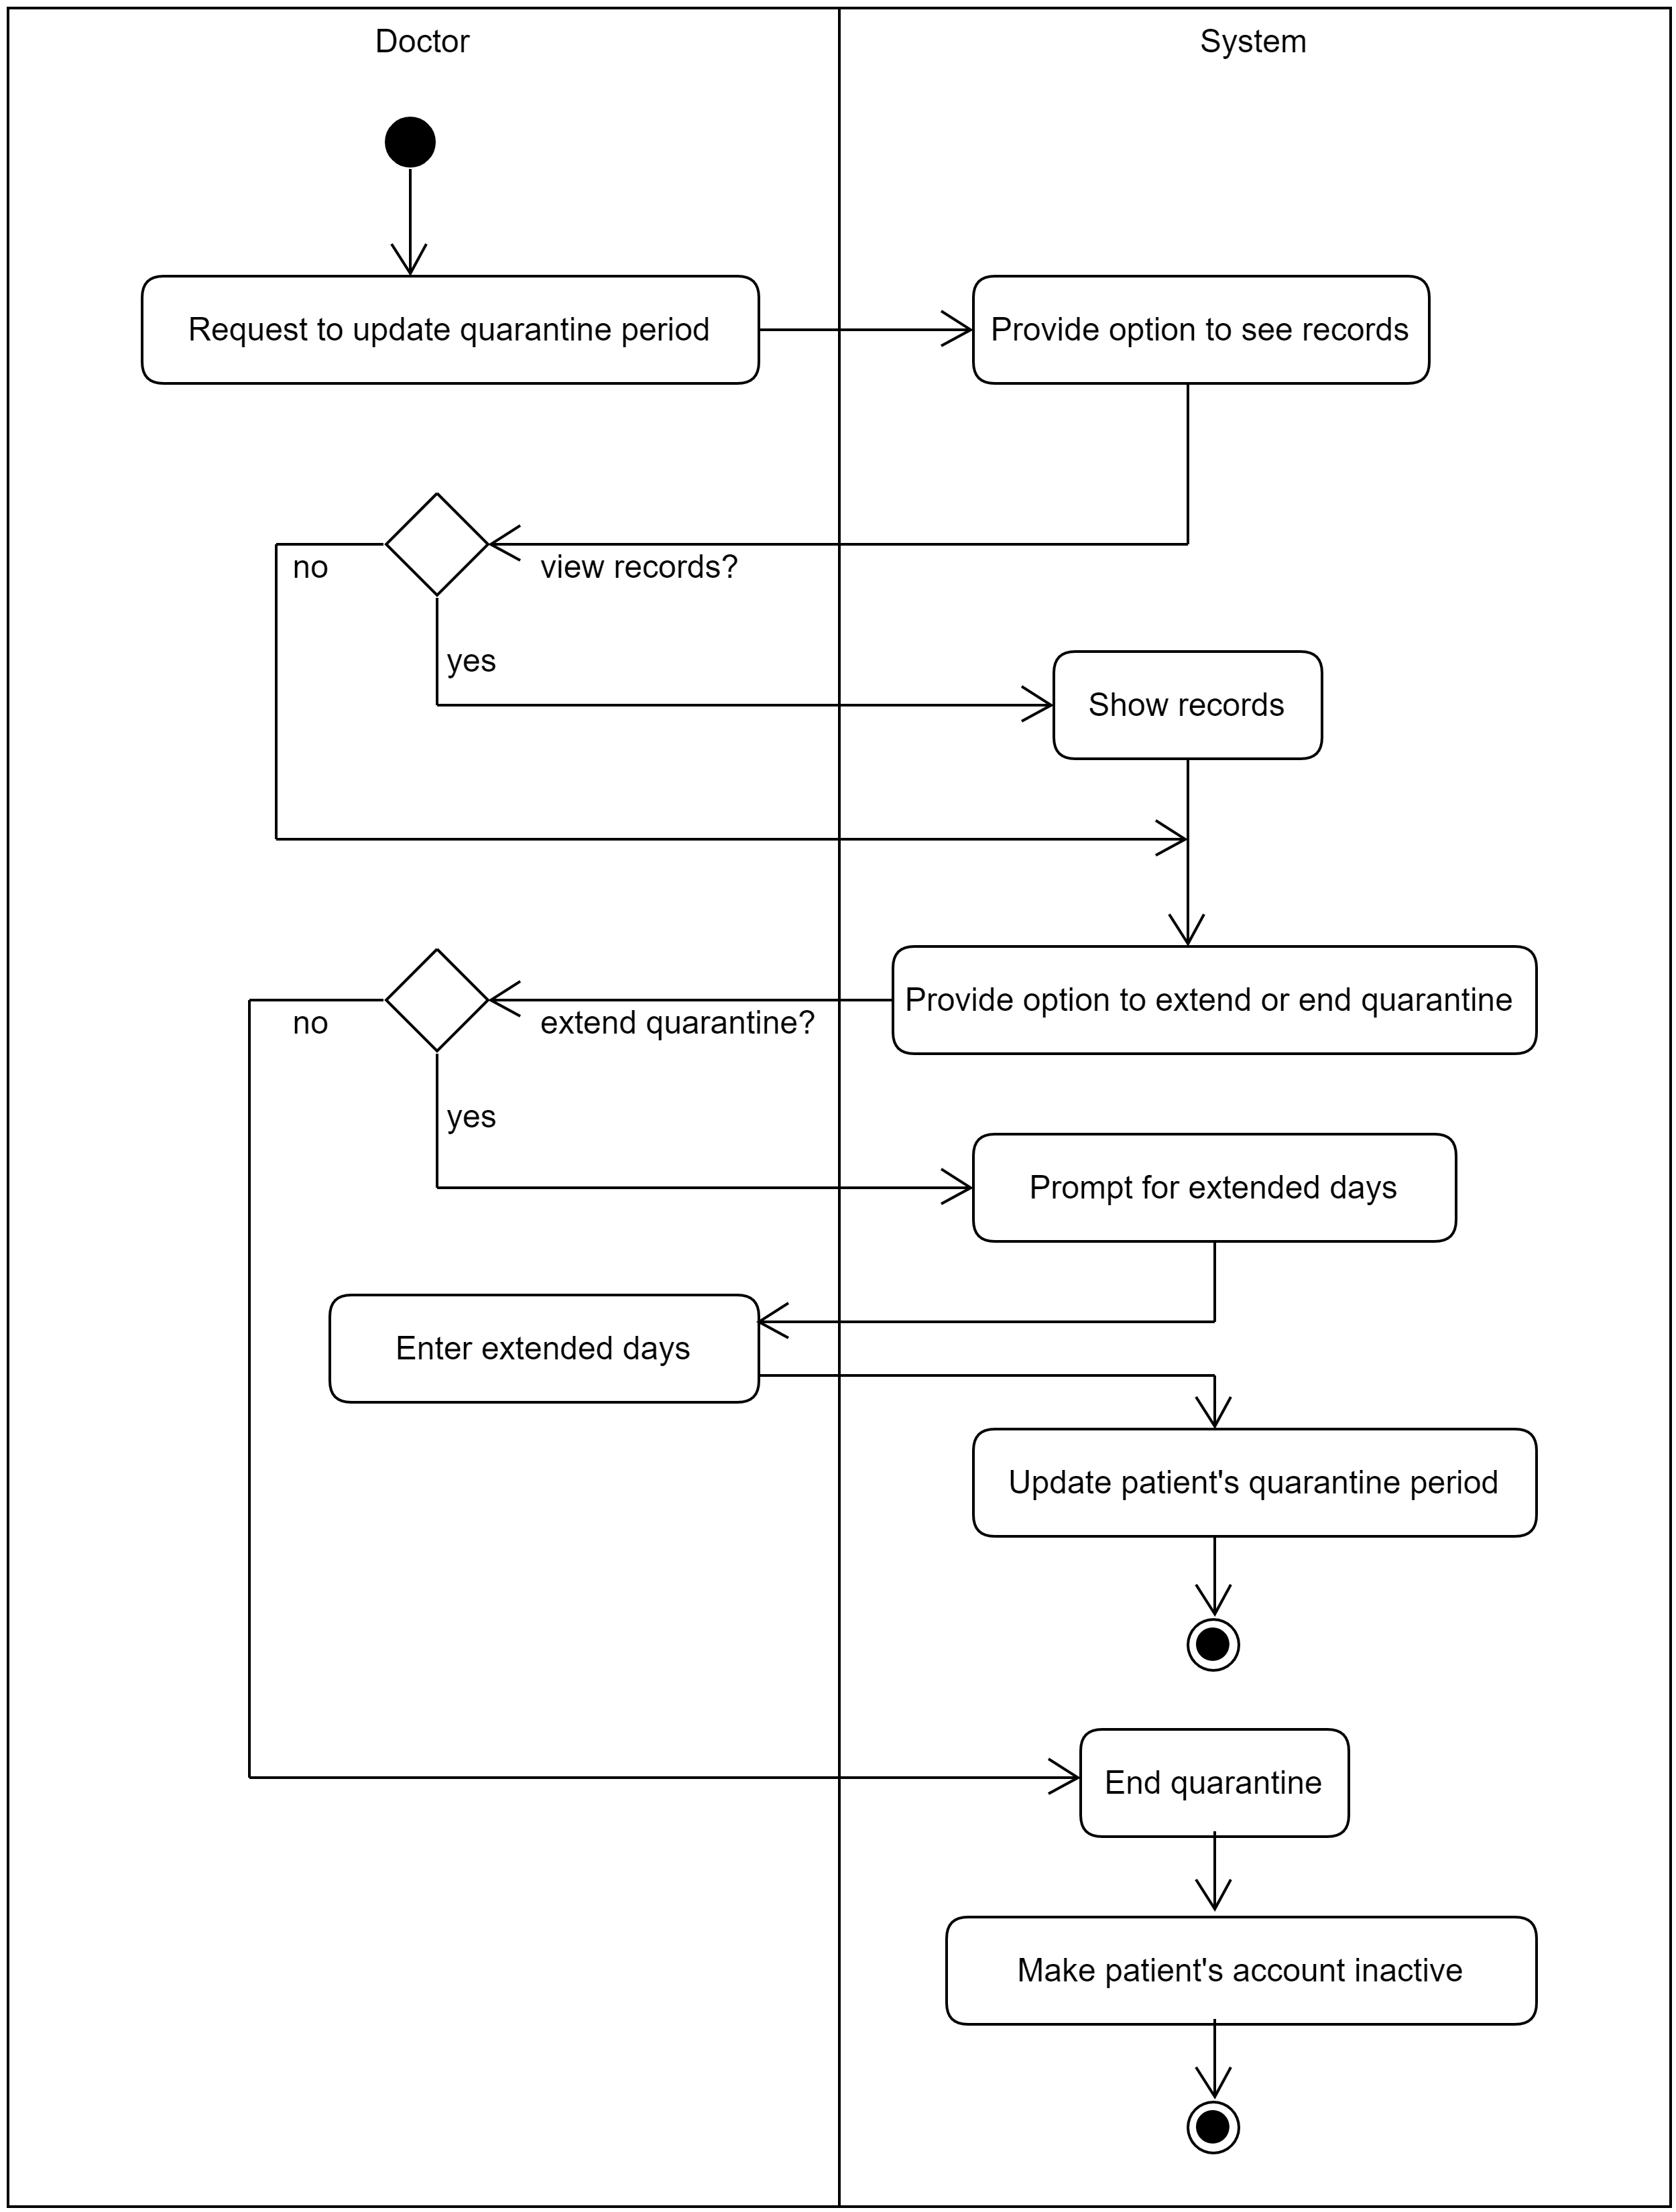 Doctor
System
Request to update quarantine period
Provide option to see records
no
view records?
yes
Show records
Provide option to extend or end quarantine
no
extend quarantine?
yes
Prompt for extended days
Enter extended days
Update patient's quarantine period
End quarantine
Make patient's account inactive